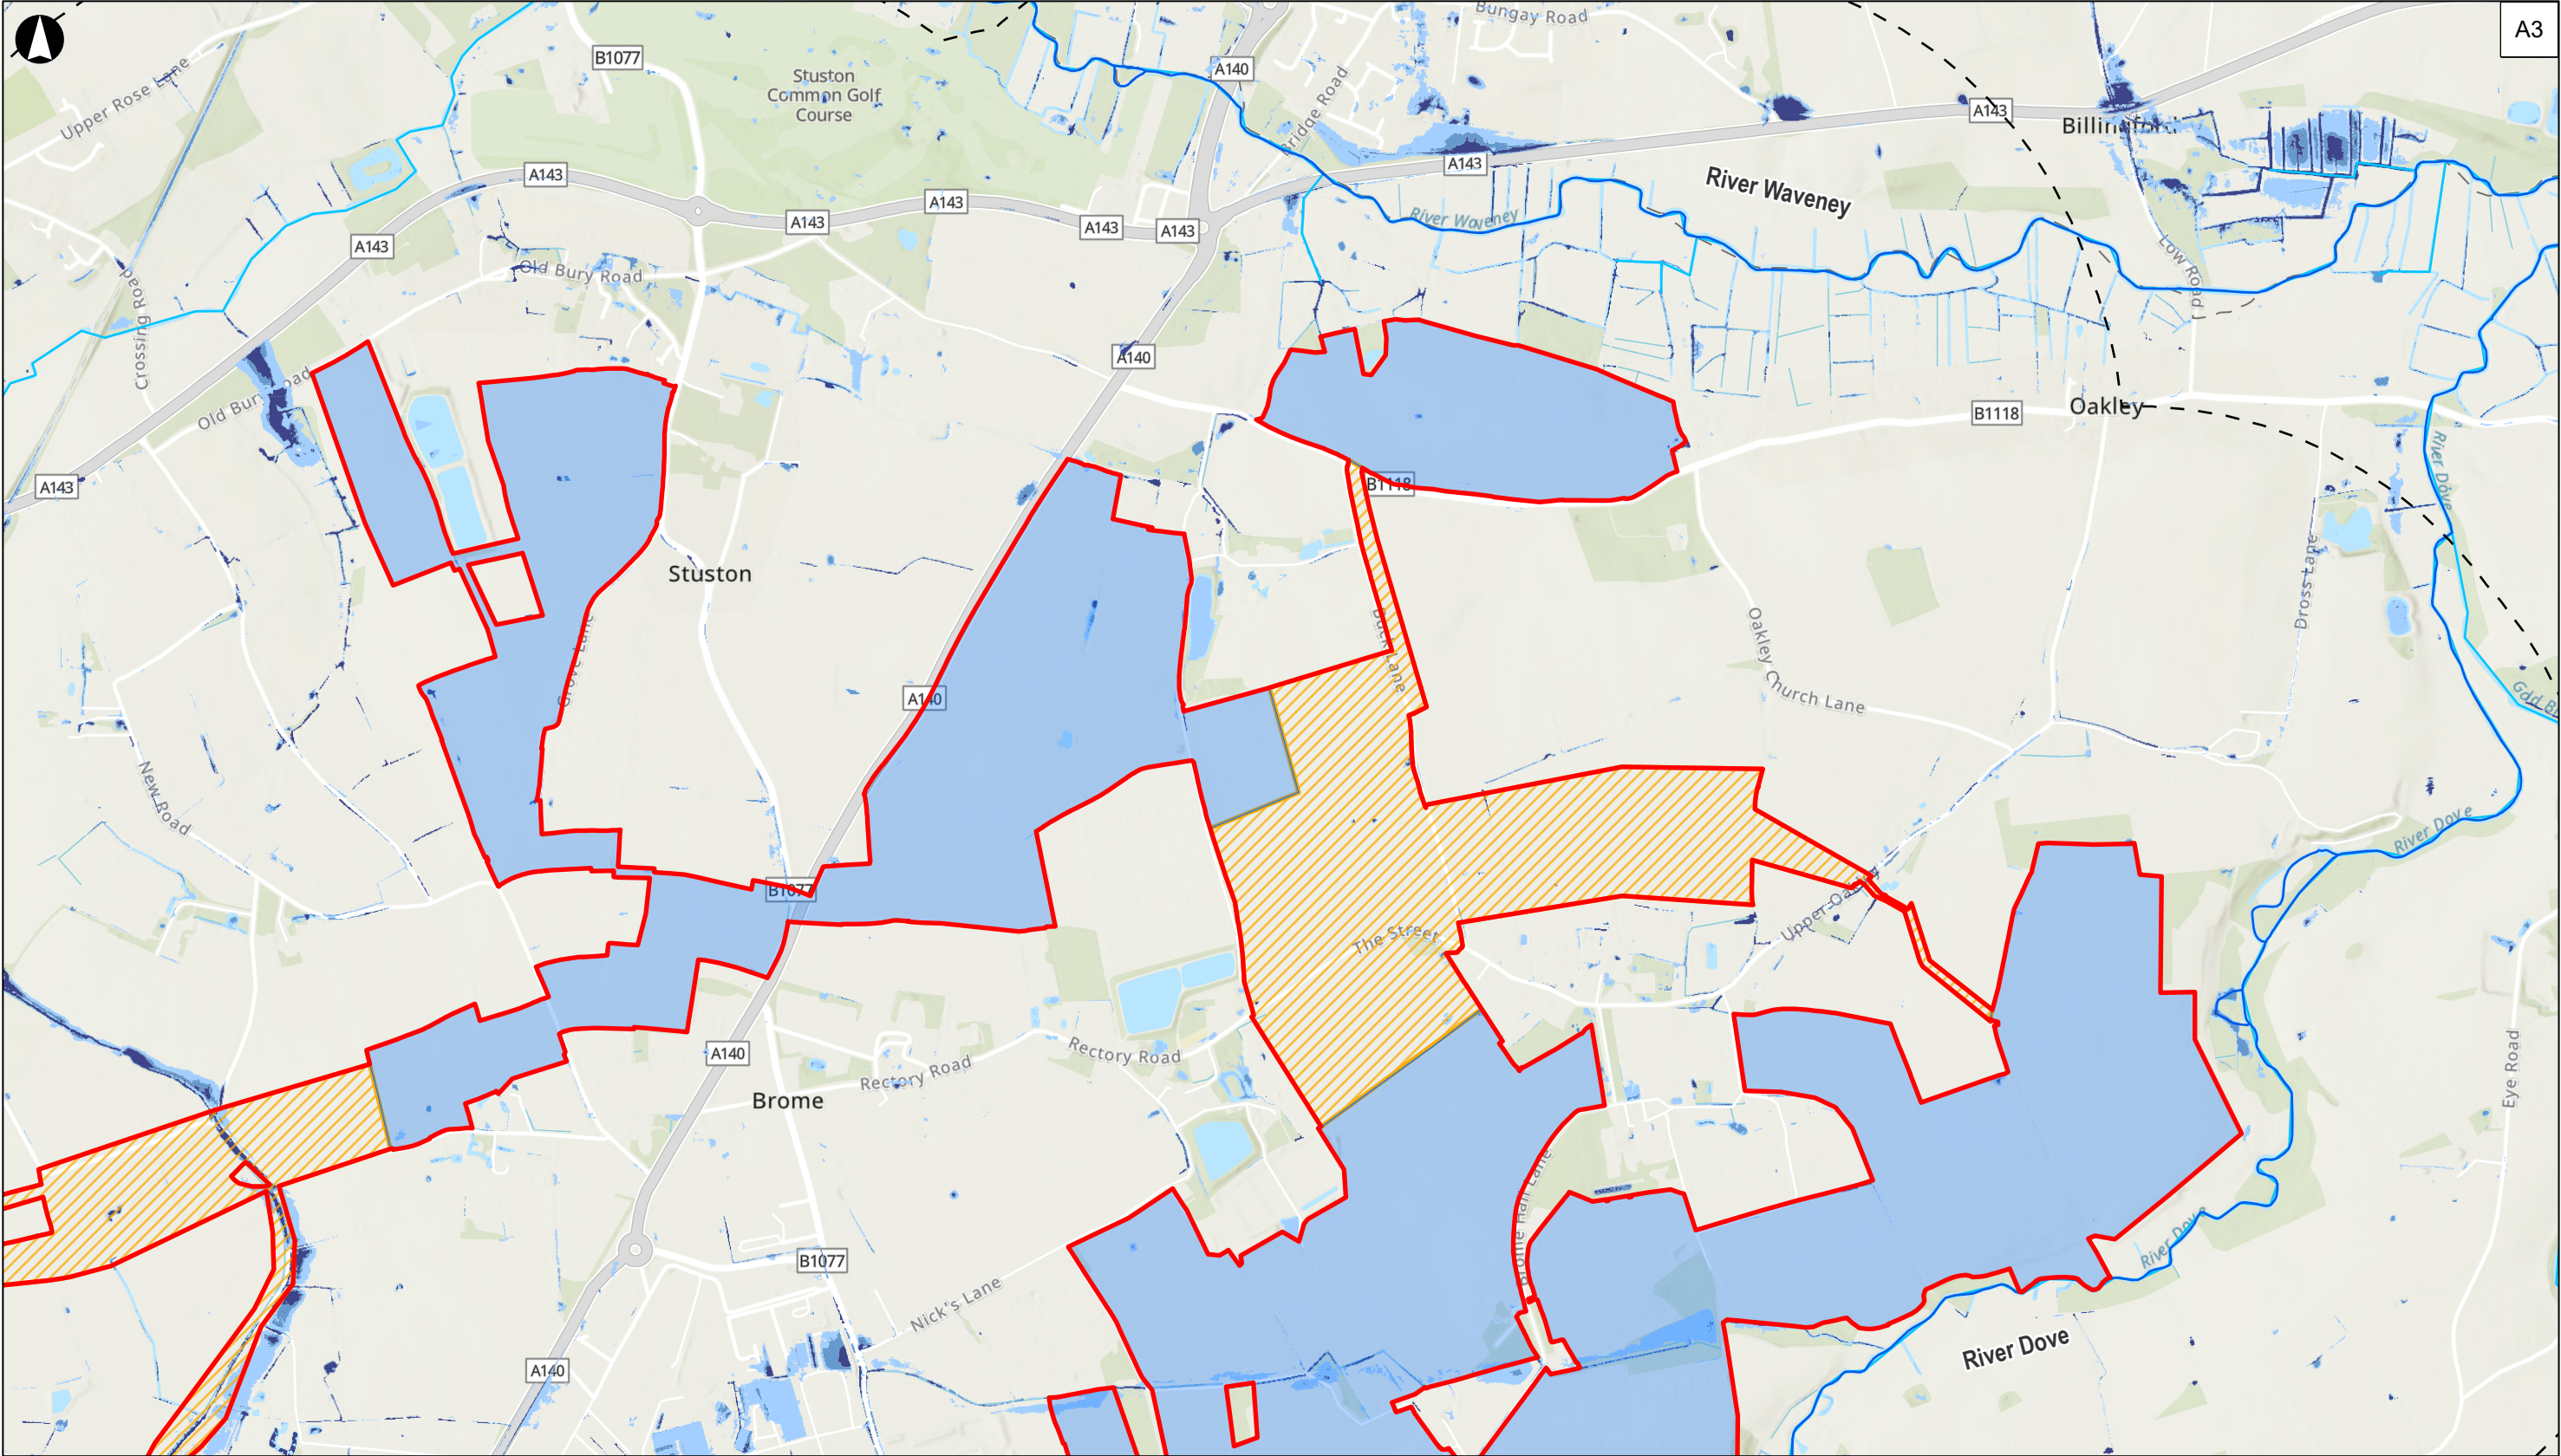 A3
Bungay Road
B1077
A140
Upper Rose Lane
Stuston
Common Golf
Course
Bridge Road
A143
Billingford
A143
A143
A143
A143
A143
A143
A143
River Waveney
River Waveney
Old Bury Road
Low Road
Crossing Road
A140
Old Bury Road
B1118
Oakley
River Dove
A143
B1118
Stuston
Dross Lane
Grove Lane
Back Lane
Oakley Church Lane
A140
New Road
River Dove
B1077
Upper Oakley
The Street
A140
Rectory Road
Rectory Road
Eye Road
Brome
Brome Hall Lane
River Dove
B1077
Nick's Lane
River Dove
A140